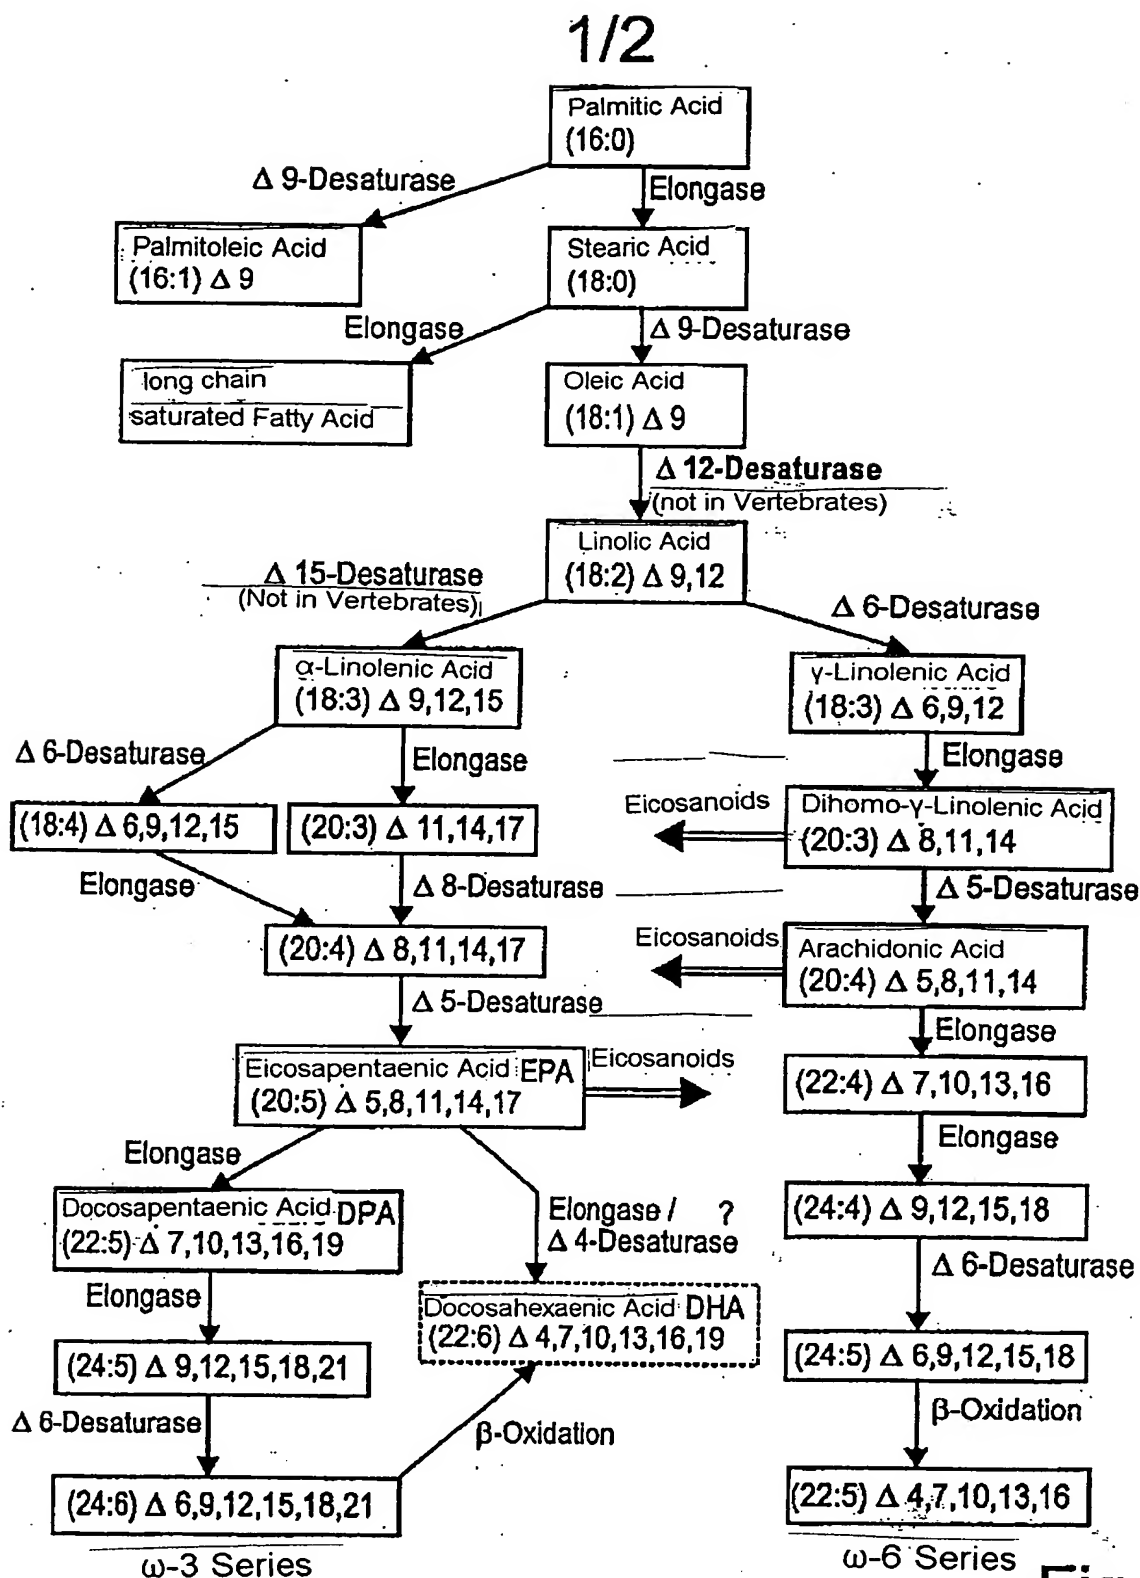 1/2
Palmitic Acid
(16:0)
Δ 9-Desaturase
Elongase
Palmitoleic Acid
(16:1) Δ 9
Stearic Acid
(18:0)
Elongase
Δ 9-Desaturase
long chain
saturated Fatty Acid
Oleic Acid
(18:1) Δ 9
Δ 12-Desaturase
(not in Vertebrates)
Linolic Acid
(18:2) Δ 9,12
Δ 15-Desaturase
(Not in Vertebrates)
Δ 6-Desaturase
α-Linolenic Acid
(18:3) Δ 9,12,15
γ-Linolenic Acid
(18:3) Δ 6,9,12
Δ 6-Desaturase
Elongase
Elongase
(18:4) Δ 6,9,12,15
(20:3) Δ 11,14,17
Eicosanoids
Dihomo-γ-Linolenic Acid
(20:3) Δ 8,11,14
Elongase
Δ 8-Desaturase
Δ 5-Desaturase
(20:4) Δ 8,11,14,17
Eicosanoids
Arachidonic Acid
(20:4) Δ 5,8,11,14
Δ 5-Desaturase
Elongase
Eicosapentaenic Acid EPA
(20:5) Δ 5,8,11,14,17
Eicosanoids
(22:4) Δ 7,10,13,16
Elongase
Elongase
Docosapentaenic Acid DPA
(22:5) Δ 7,10,13,16,19
Elongase / ?
Δ 4-Desaturase
(24:4) Δ 9,12,15,18
Elongase
Δ 6-Desaturase
Docosahexaenic Acid DHA
(22:6) Δ 4,7,10,13,16,19
(24:5) Δ 9,12,15,18,21
(24:5) Δ 6,9,12,15,18
Δ 6-Desaturase
β-Oxidation
β-Oxidation
(24:6) Δ 6,9,12,15,18,21
(22:5) Δ 4,7,10,13,16
ω-3 Series
ω-6 Series